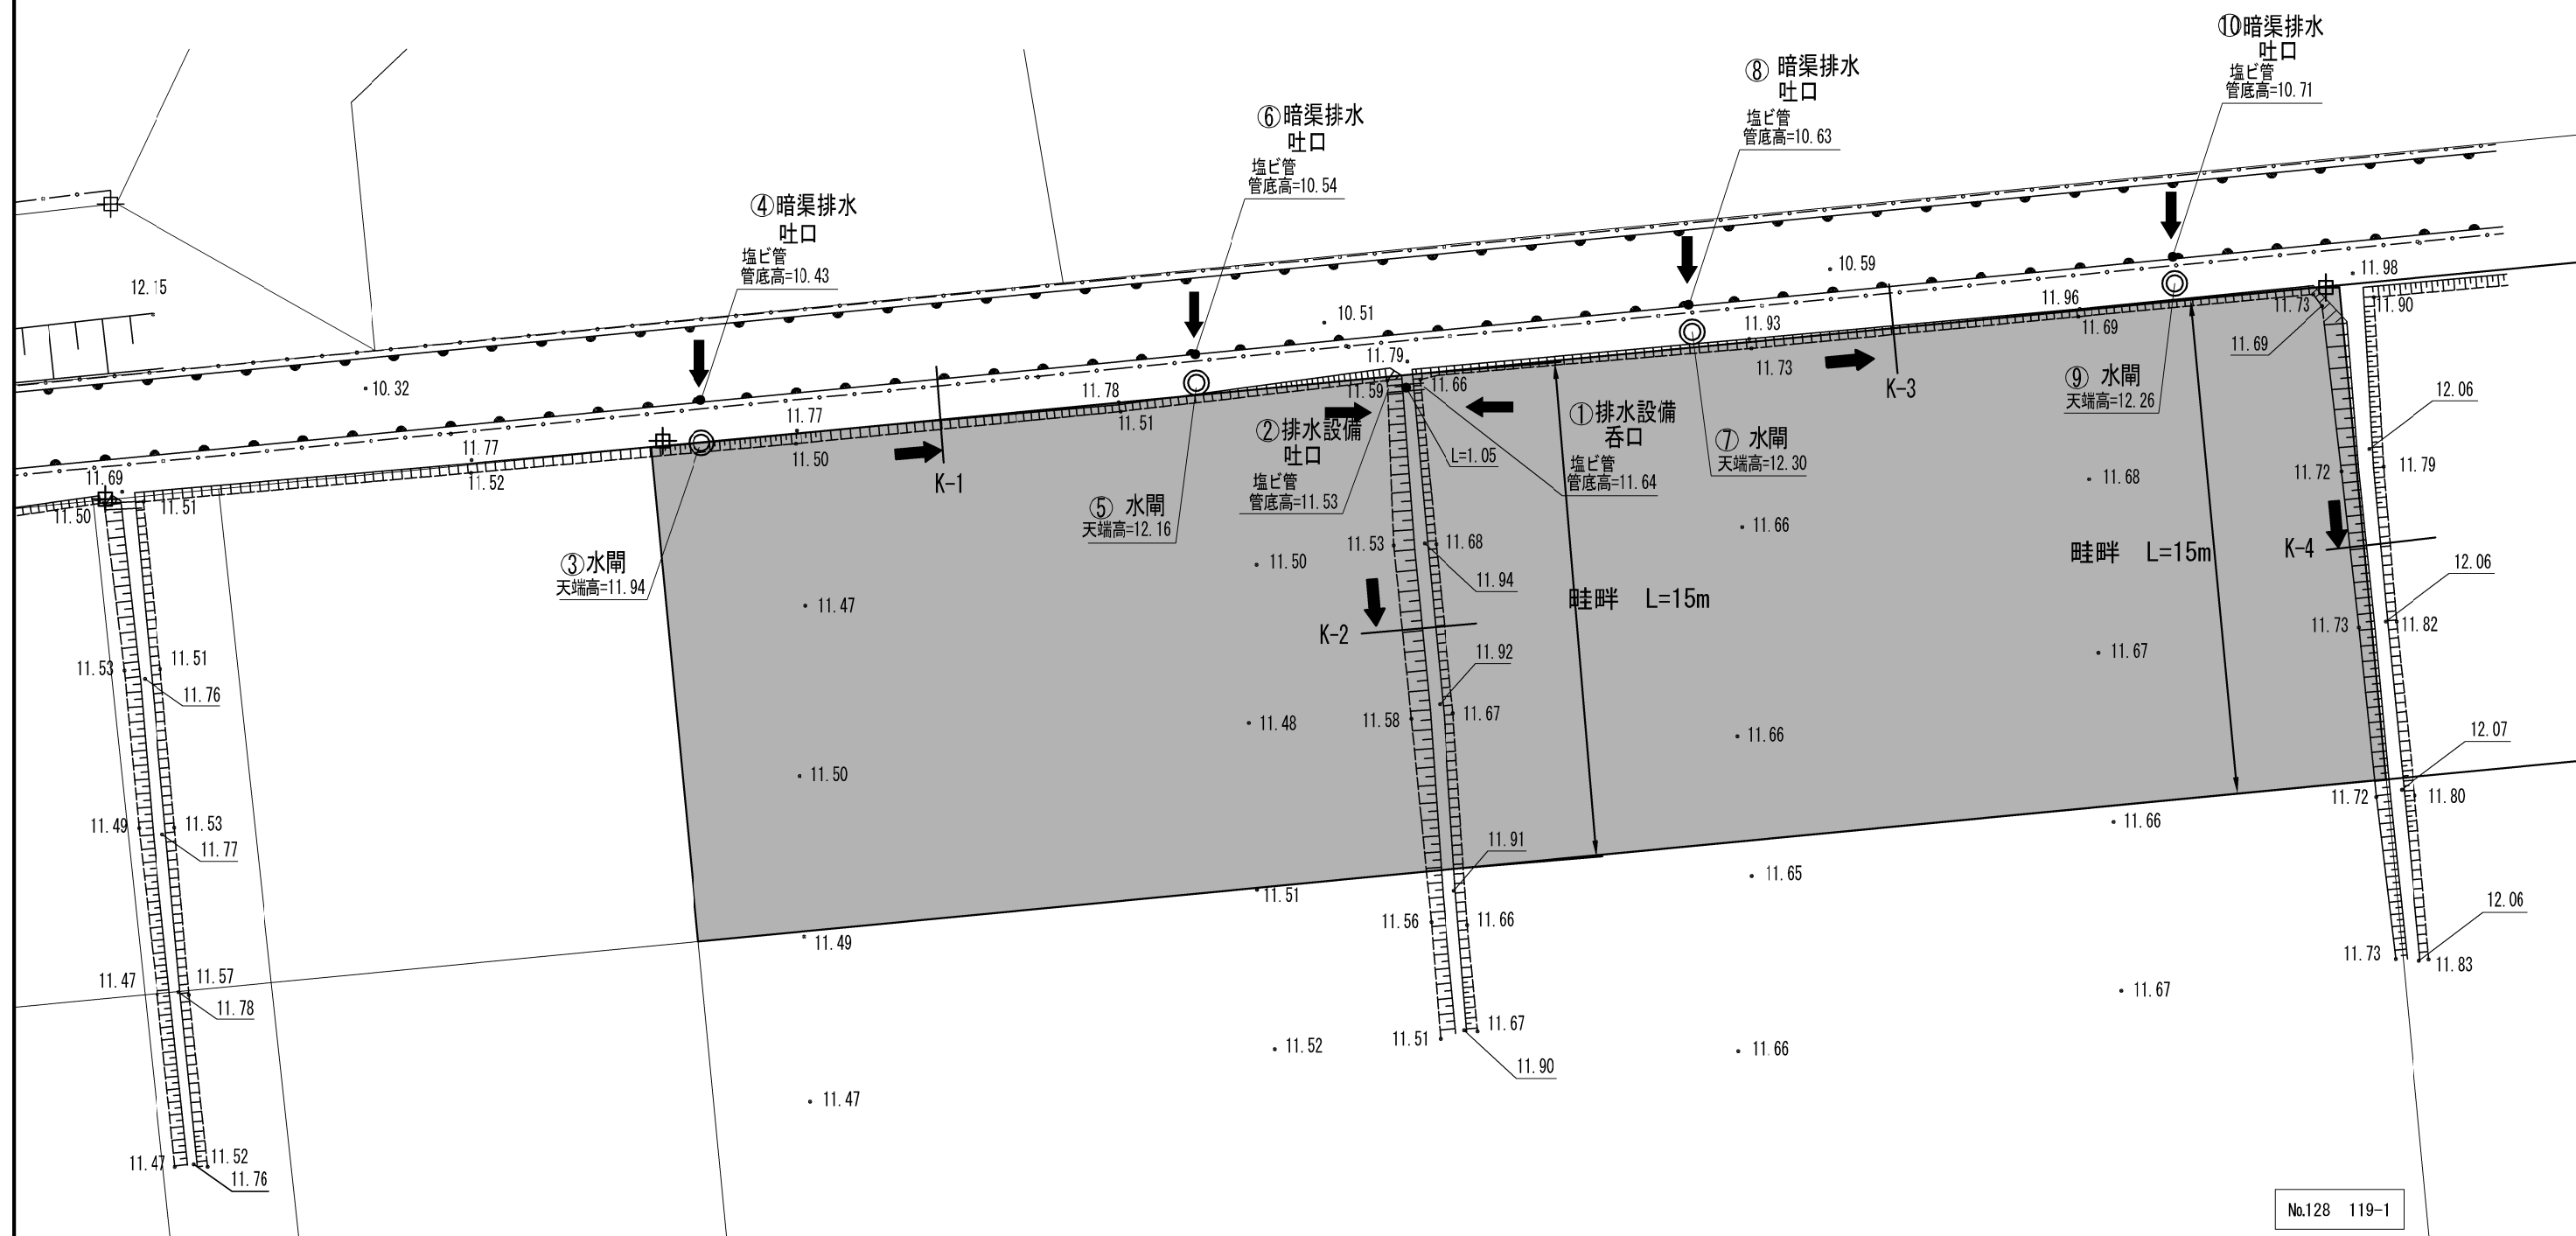 ⑩暗渠排水
吐口
塩ビ管
管底高=10.71
⑧ 暗渠排水
吐口
塩ビ管
管底高=10.63
⑥暗渠排水
吐口
塩ビ管
管底高=10.54
④暗渠排水
吐口
塩ビ管
管底高=10.43
12.15
10.32
10.51
10.59
11.98
11.96
11.73
11.90
11.69
11.69
11.93
11.73
K-3
⑨ 水閘
天端高=12.26
12.06
11.79
11.66
11.59
11.78
11.51
11.77
11.50
K-1
11.77
11.52
11.69
11.50
11.51
②排水設備
吐口
塩ビ管
管底高=11.53
L=1.05
①排水設備
呑口
塩ビ管
管底高=11.64
⑦ 水閘
天端高=12.30
⑤ 水閘
天端高=12.16
③水閘
天端高=11.94
11.68
11.72
11.79
K-4
12.06
畦畔 L=15m
畦畔 L=15m
11.66
11.50
11.53
11.68
11.94
11.47
K-2
11.92
11.73
11.82
11.67
11.53
11.51
11.76
11.48
11.58
11.67
11.66
12.07
11.50
11.72
11.80
11.66
11.49
11.53
11.77
11.91
11.65
11.51
11.56
11.66
12.06
11.49
11.73
11.83
11.47
11.57
11.78
11.67
11.52
11.51
11.67
11.90
11.66
11.47
11.47
11.52
11.76
№128 119-1